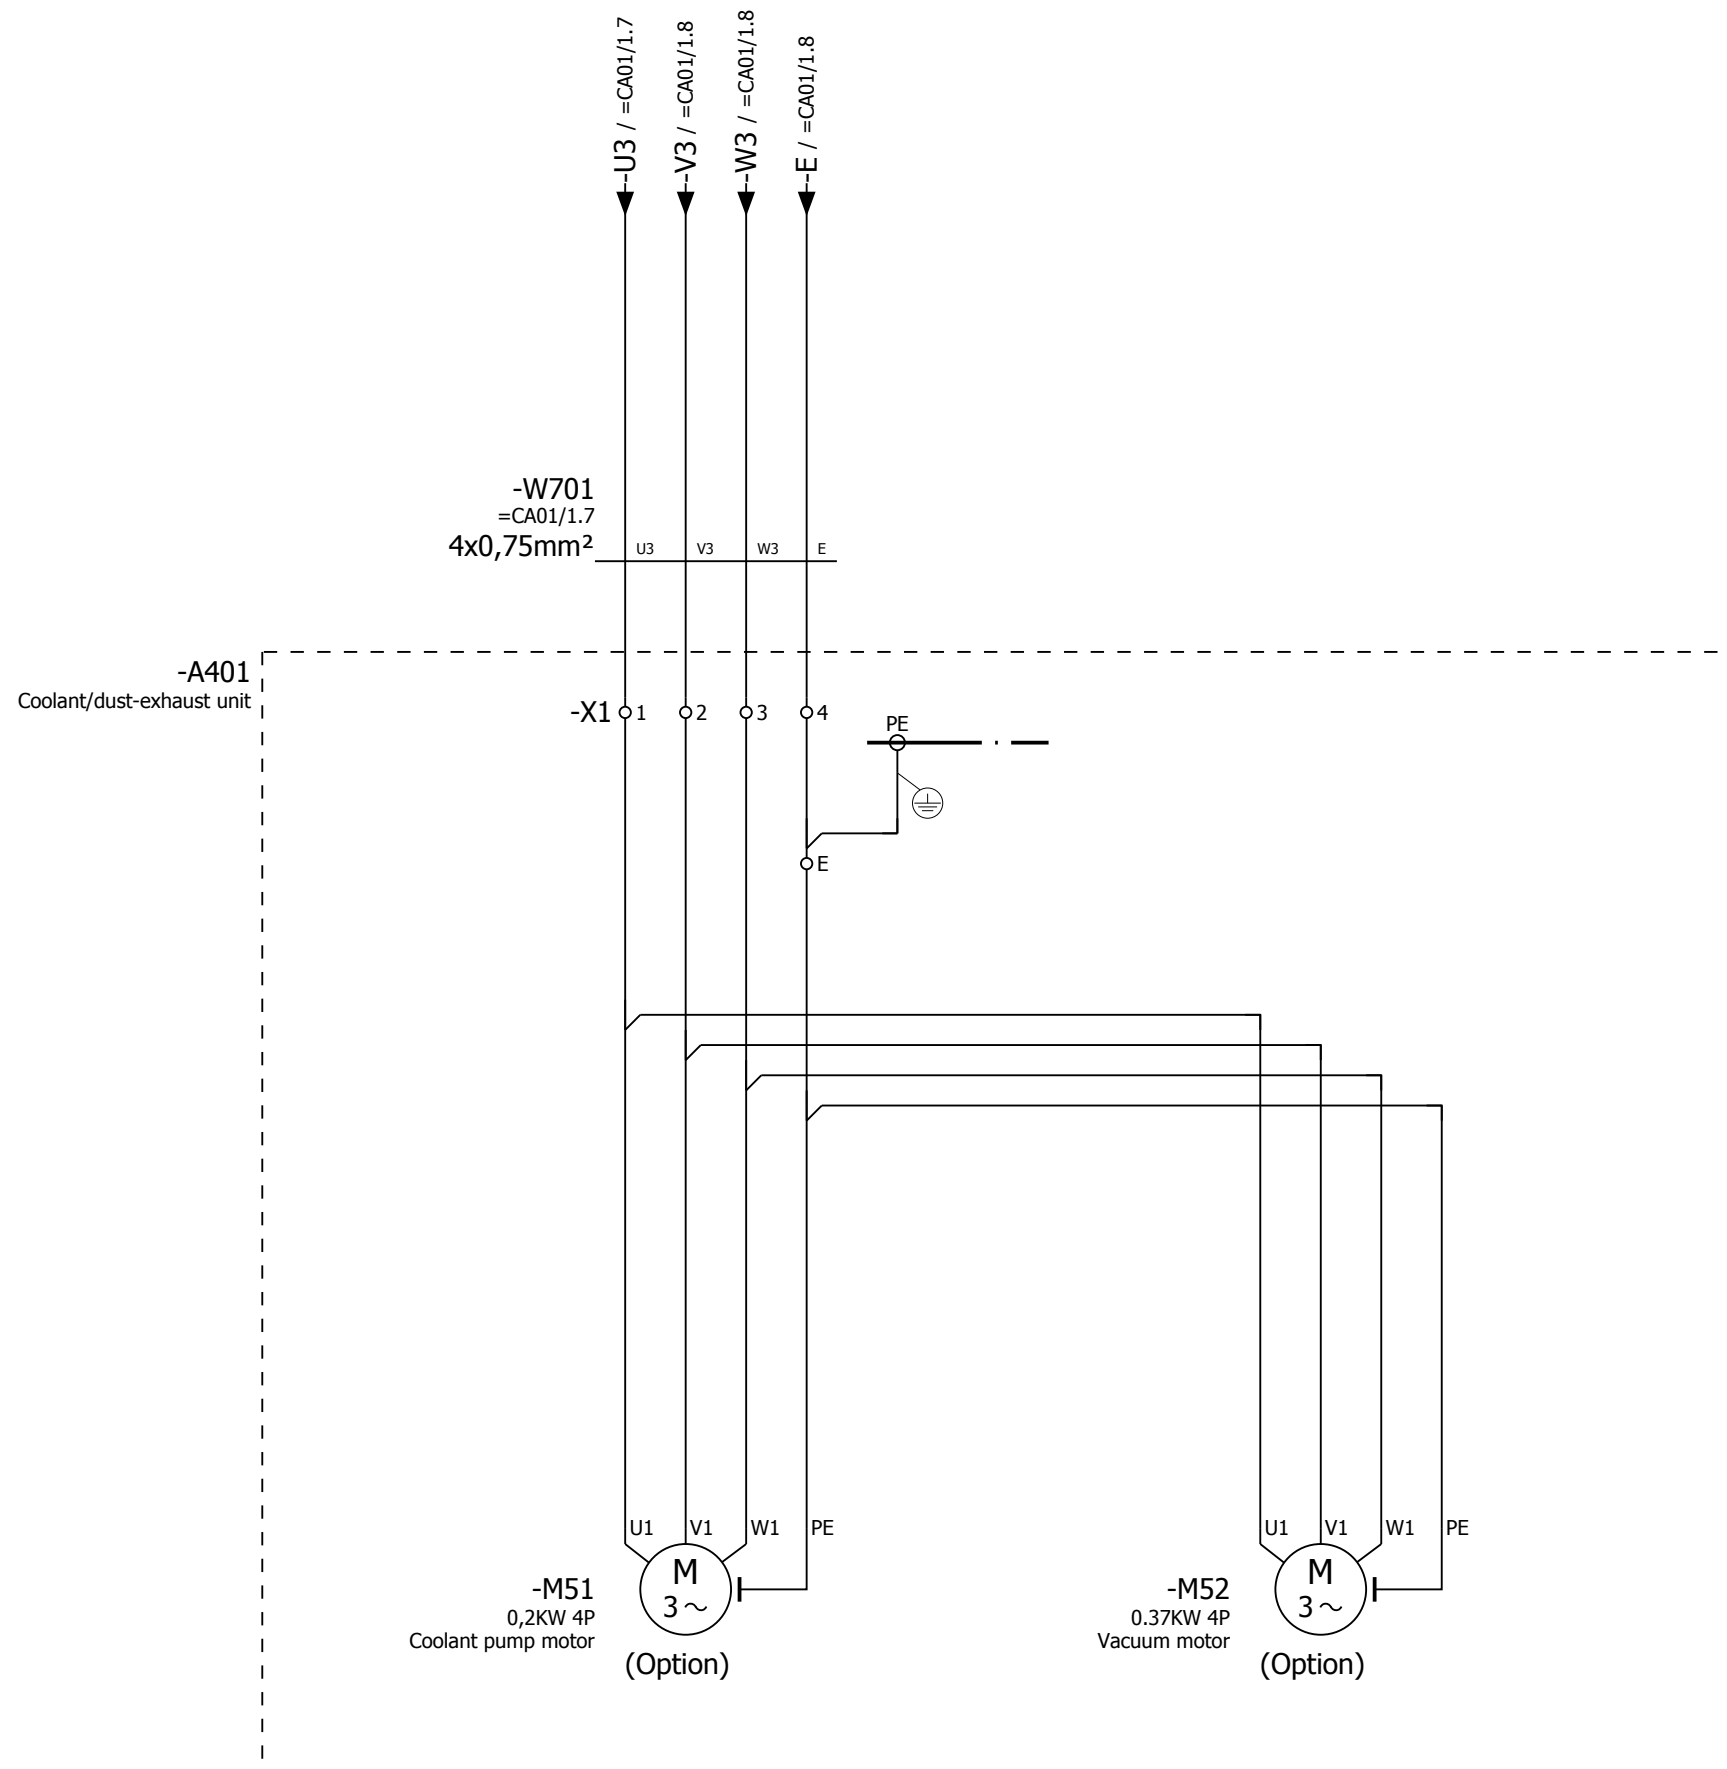 -U3 / =CA01/1.7
-V3 / =CA01/1.8
-W3 / =CA01/1.8
-E / =CA01/1.8
-W701
=CA01/1.7
4x0,75mm²
U3 V3 W3 E
-A401
Coolant/dust-exhaust unit
-X1 1 2 3 4
PE
E
U1 V1 W1 PE
U1 V1 W1 PE
-M51
0,2KW 4P
Coolant pump motor
M
3~
(Option)
-M52
0.37KW 4P
Vacuum motor
M
3~
(Option)